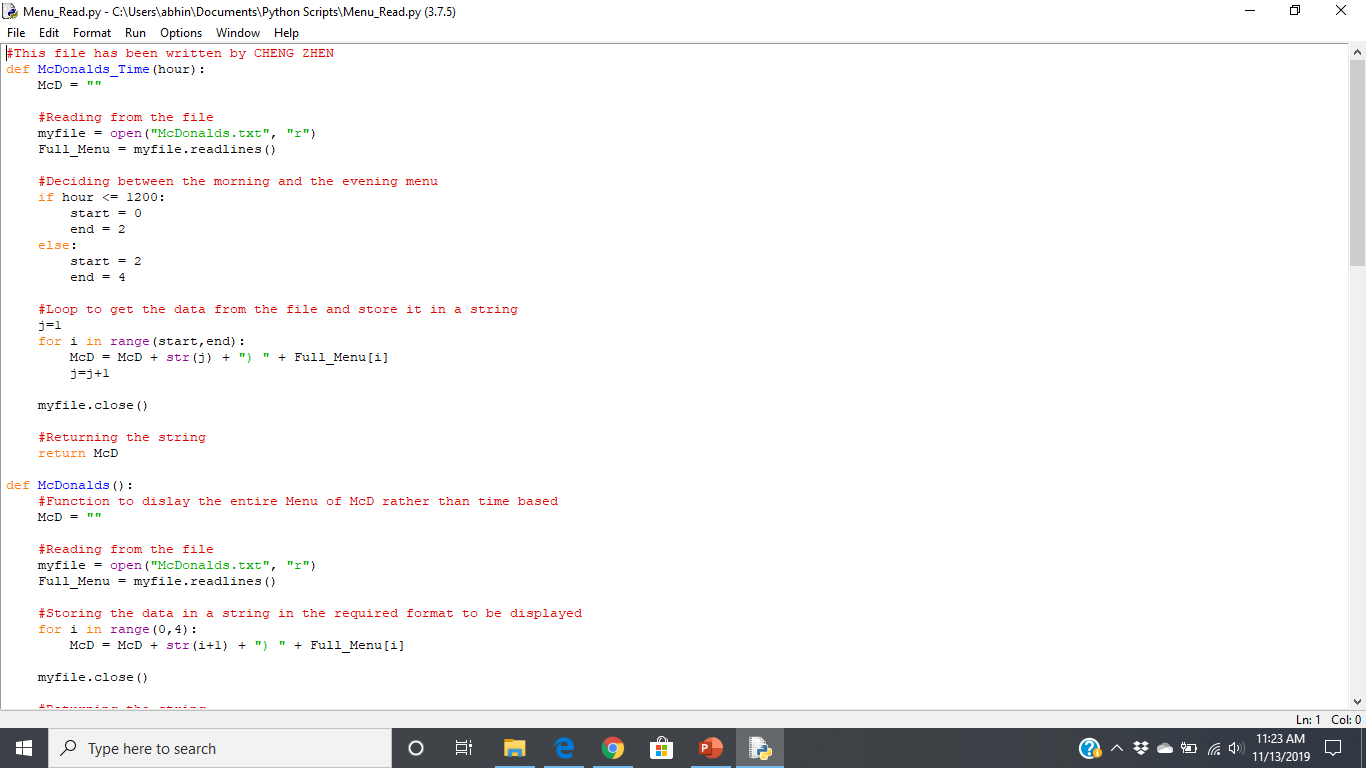 Menu_Read.py - C:\Users\abhin\Documents\Python Scripts\Menu_Read.py (3.7.5)
File Edit Format Run Options Window Help
#This file has been written by CHENG ZHEN
def McDonalds_Time(hour):
    McD = ""
    #Reading from the file
    myfile = open("McDonalds.txt", "r")
    Full_Menu = myfile.readlines()
    #Deciding between the morning and the evening menu
    if hour <= 1200:
        start = 0
        end = 2
    else:
        start = 2
        end = 4
    #Loop to get the data from the file and store it in a string
    j=1
    for i in range(start,end):
        McD = McD + str(j) + ") " + Full_Menu[i]
        j=j+1
    myfile.close()
    #Returning the string
    return McD
def McDonalds():
    #Function to dislay the entire Menu of McD rather than time based
    McD = ""
    #Reading from the file
    myfile = open("McDonalds.txt", "r")
    Full_Menu = myfile.readlines()
    #Storing the data in a string in the required format to be displayed
    for i in range(0,4):
        McD = McD + str(i+1) + ") " + Full_Menu[i]
    myfile.close()
Ln: 1 Col: 0
Type here to search
11:23 AM
11/13/2019